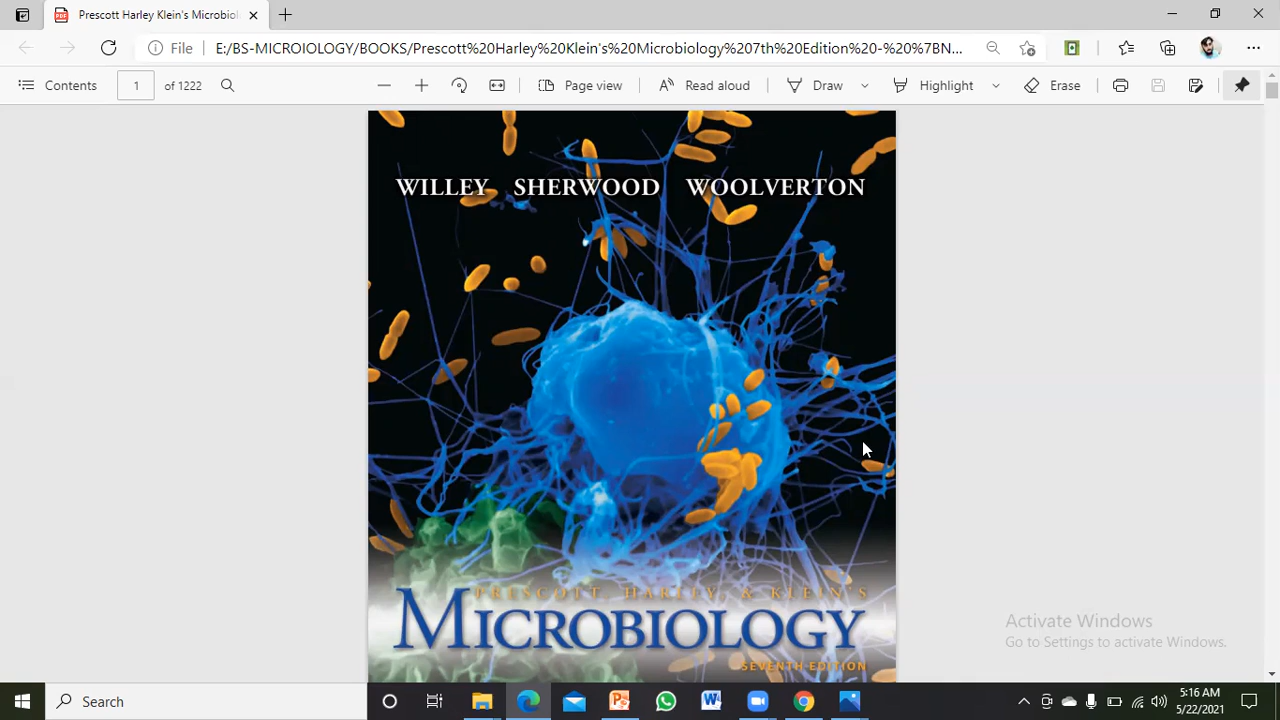 Prescott Harley Klein's Microbiol
File
E:/BS-MICROIOLOGY/BOOKS/Prescott%20Harley%20Klein's%20Microbiology%207th%20Edition%20-%20%7BN...
Contents
1
of 1222
Page view
Read aloud
Draw
Highlight
Erase
WILLEY SHERWOOD WOOLVERTON
PRESCOTT, HARLEY, & KLEIN'S
MICROBIOLOGY
SEVENTH EDITION
Activate Windows
Go to Settings to activate Windows.
Search
5:16 AM
5/22/2021